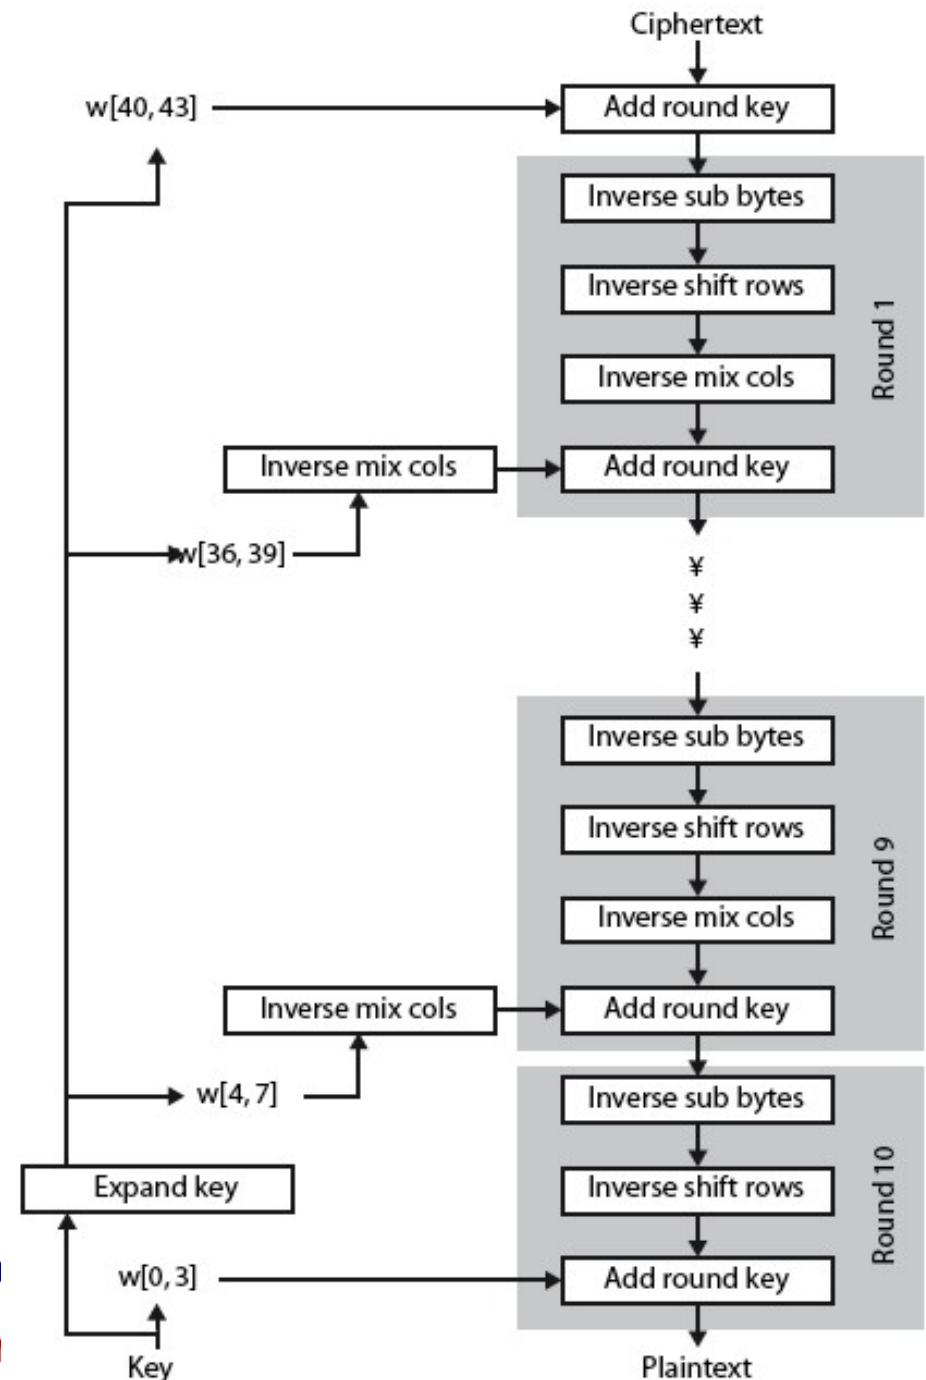 Ciphertext
w[40, 43]
Add round key
Inverse sub bytes
Inverse shift rows
Round 1
Inverse mix cols
Inverse mix cols
Add round key
w[36, 39]
¥
¥
¥
Inverse sub bytes
Inverse shift rows
Round 9
Inverse mix cols
Inverse mix cols
Add round key
w[4, 7]
Inverse sub bytes
Expand key
Inverse shift rows
Round 10
w[0, 3]
Add round key
Key
Plaintext